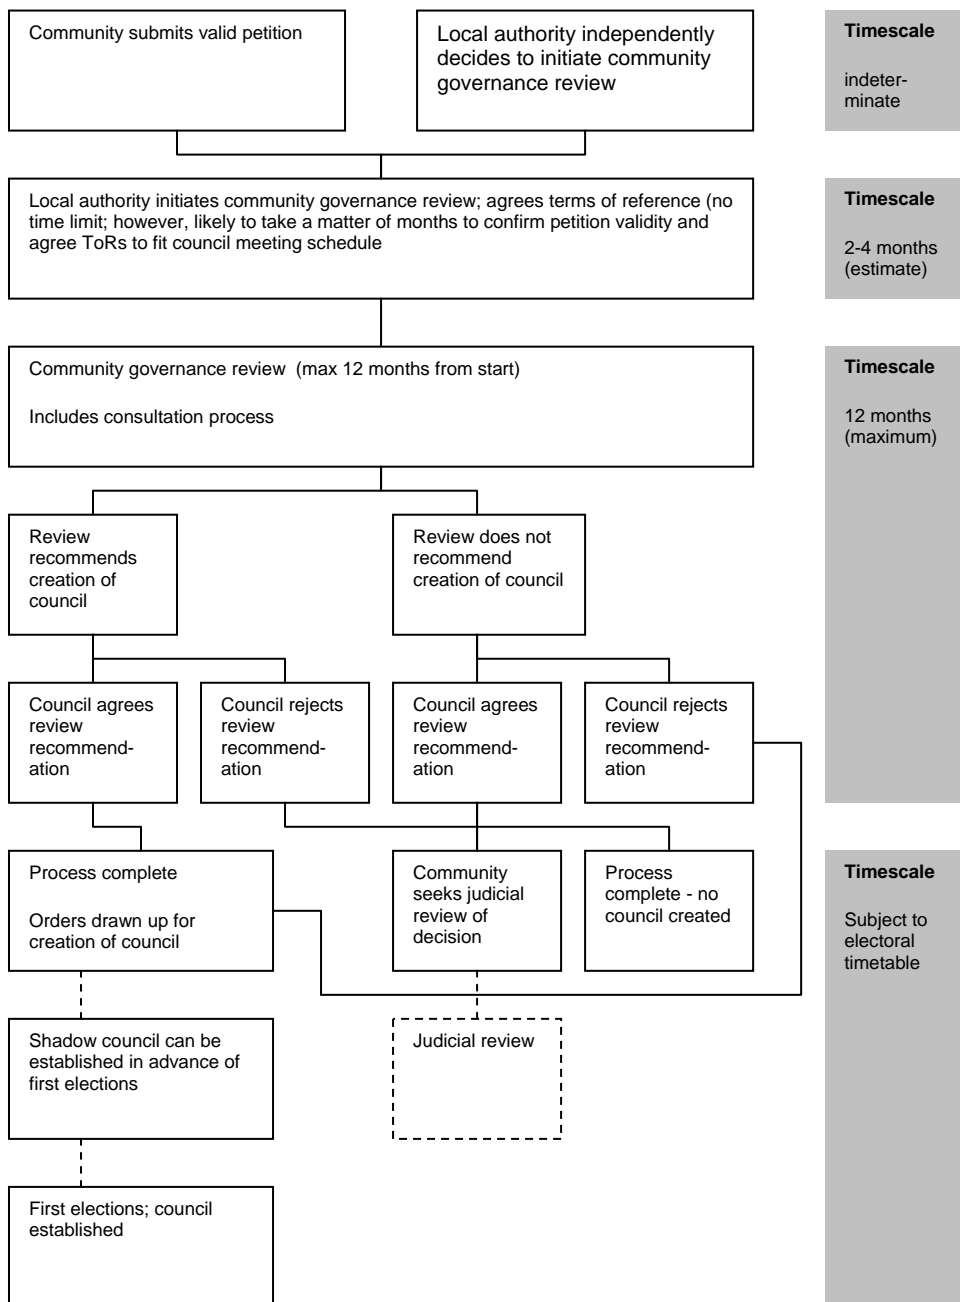 Community submits valid petition
Local authority independently
decides to initiate community
governance review
Timescale
indeter-
minate
Local authority initiates community governance review; agrees terms of reference (no
time limit; however, likely to take a matter of months to confirm petition validity and
agree ToRs to fit council meeting schedule
Timescale
2-4 months
(estimate)
Community governance review (max 12 months from start)
Includes consultation process
Timescale
12 months
(maximum)
Review
recommends
creation of
council
Review does not
recommend
creation of council
Council agrees
review
recommend-
ation
Council rejects
review
recommend-
ation
Council agrees
review
recommend-
ation
Council rejects
review
recommend-
ation
Process complete
Orders drawn up for
creation of council
Community
seeks judicial
review of
decision
Process
complete - no
council created
Timescale
Subject to
electoral
timetable
Shadow council can be
established in advance of
first elections
Judicial review
First elections; council
established